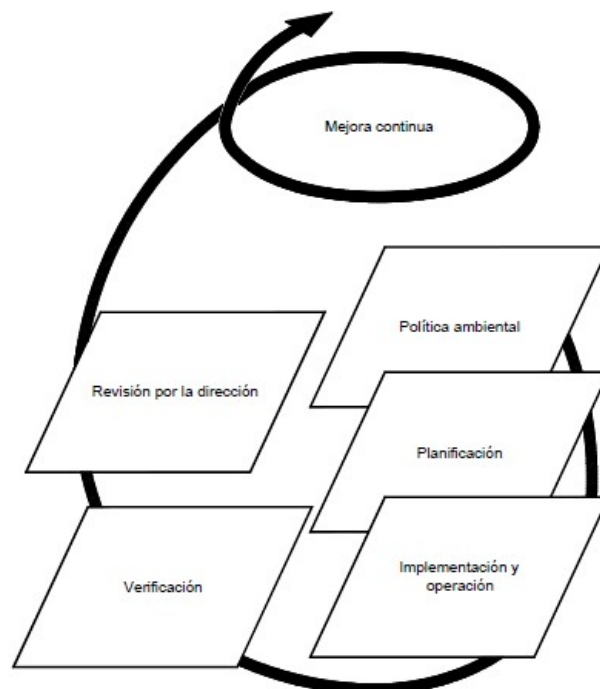 Mejora continua
Política ambiental
Revisión por la dirección
Planificación
Implementación y
operación
Verificación